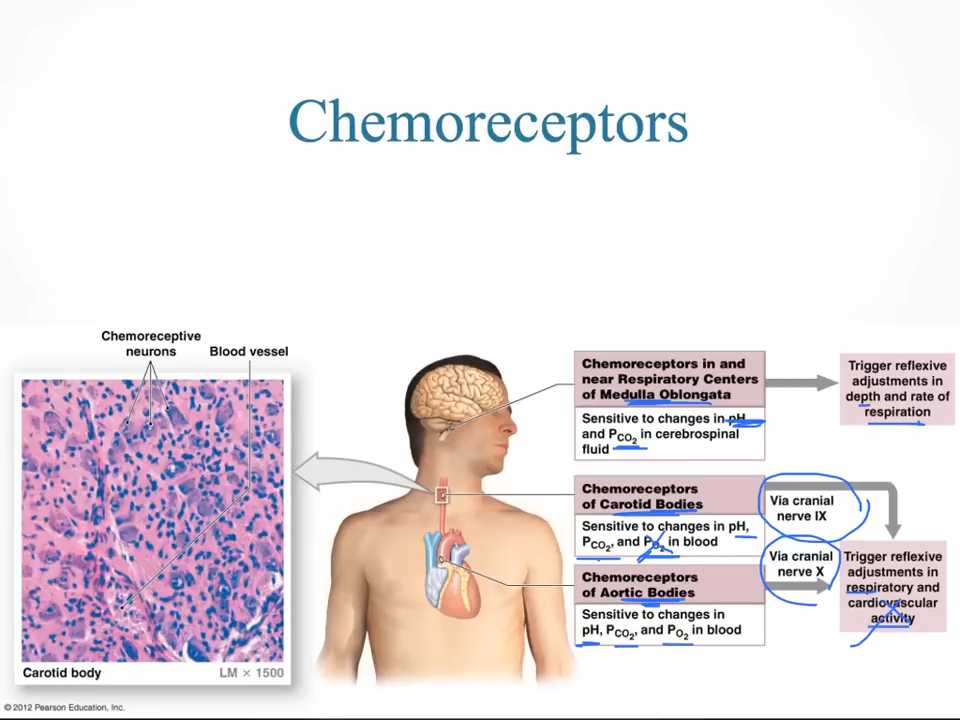 Chemoreceptors
Chemoreceptive
neurons
Blood vessel
Carotid body
LM × 1500
Chemoreceptors in and
near Respiratory Centers
of Medulla Oblongata
Sensitive to changes in pH
and PCO2 in cerebrospinal
fluid
Trigger reflexive
adjustments in
depth and rate of
respiration
Chemoreceptors
of Carotid Bodies
Sensitive to changes in pH,
PCO2, and PO2 in blood
Via cranial
nerve IX
Chemoreceptors
of Aortic Bodies
Sensitive to changes in
pH, PCO2, and PO2 in blood
Via cranial
nerve X
Trigger reflexive
adjustments in
respiratory and
cardiovascular
activity
© 2012 Pearson Education, Inc.